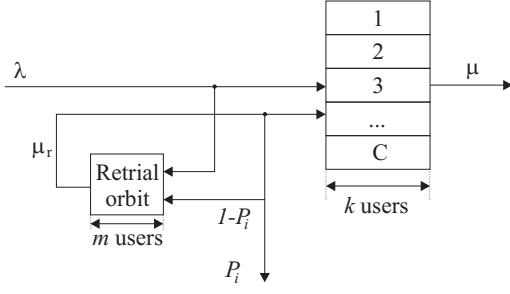 1
2
λ
3
μ
...
μr
C
Retrial
orbit
k users
1-Pi
m users
Pi